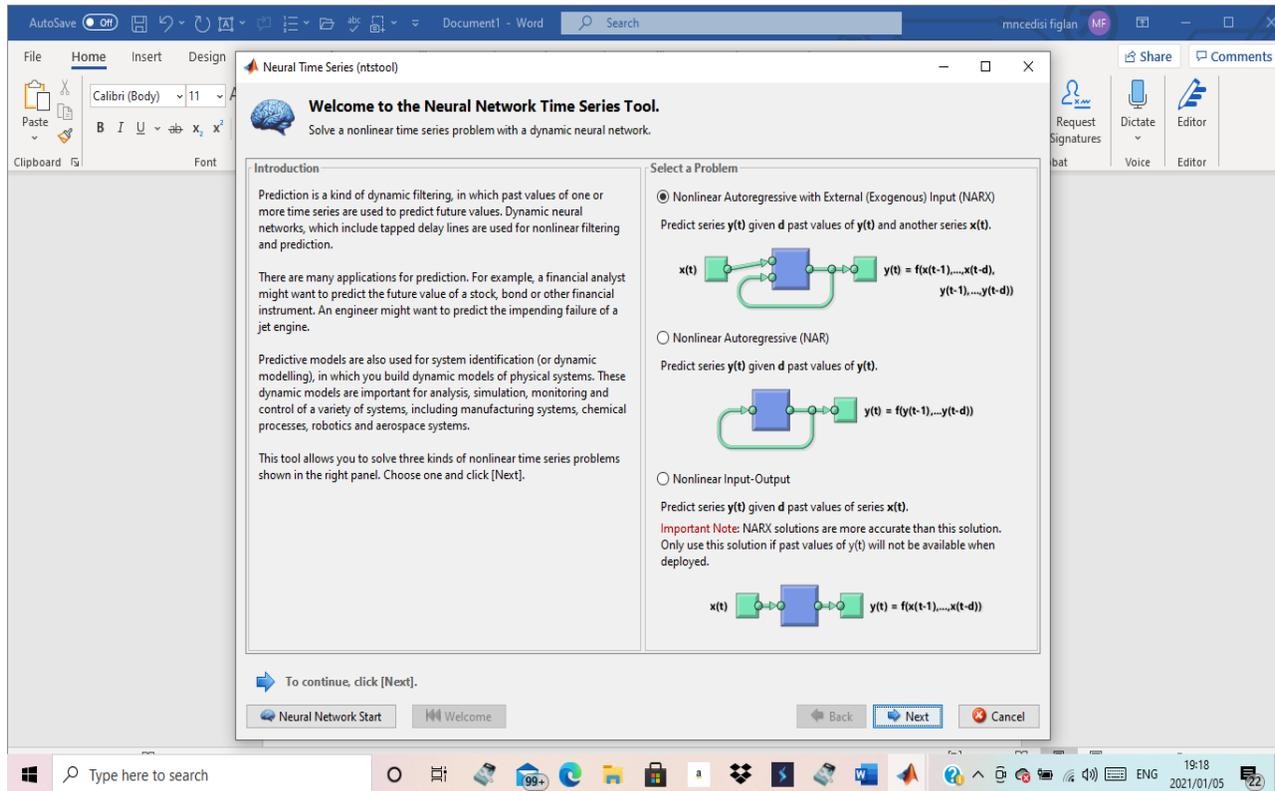 AutoSave Off
Document1 - Word
Search
mncedisi figlan MF
File Home Insert Design
Share Comments
Calibri (Body) 11 A
Paste
B I U ab x₂ x²
Request Signatures
Dictate
Editor
Clipboard
Font
bat
Voice
Editor
Neural Time Series (ntstool)
Welcome to the Neural Network Time Series Tool.
Solve a nonlinear time series problem with a dynamic neural network.
Introduction
Prediction is a kind of dynamic filtering, in which past values of one or
more time series are used to predict future values. Dynamic neural
networks, which include tapped delay lines are used for nonlinear filtering
and prediction.
There are many applications for prediction. For example, a financial analyst
might want to predict the future value of a stock, bond or other financial
instrument. An engineer might want to predict the impending failure of a
jet engine.
Predictive models are also used for system identification (or dynamic
modelling), in which you build dynamic models of physical systems. These
dynamic models are important for analysis, simulation, monitoring and
control of a variety of systems, including manufacturing systems, chemical
processes, robotics and aerospace systems.
This tool allows you to solve three kinds of nonlinear time series problems
shown in the right panel. Choose one and click [Next].
Select a Problem
Nonlinear Autoregressive with External (Exogenous) Input (NARX)
Predict series y(t) given d past values of y(t) and another series x(t).
x(t)
y(t) = f(x(t-1),...,x(t-d),
y(t-1),...,y(t-d))
Nonlinear Autoregressive (NAR)
Predict series y(t) given d past values of y(t).
y(t) = f(y(t-1),...y(t-d))
Nonlinear Input-Output
Predict series y(t) given d past values of series x(t).
Important Note: NARX solutions are more accurate than this solution.
Only use this solution if past values of y(t) will not be available when
deployed.
x(t)
y(t) = f(x(t-1),...,x(t-d))
To continue, click [Next].
Neural Network Start
Welcome
Back
Next
Cancel
Type here to search
99+
a
ENG
19:18
2021/01/05
22